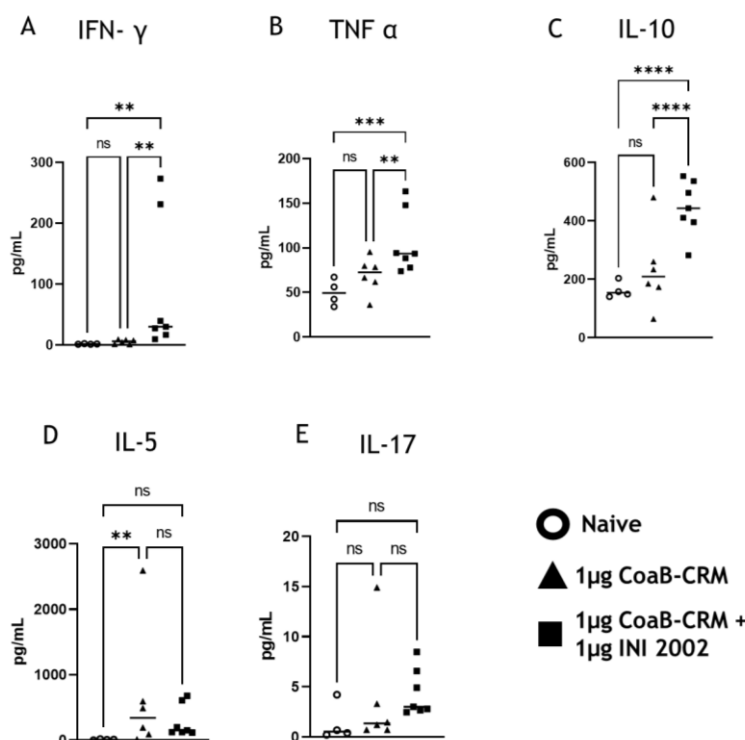 A IFN- γ
** 
ns **
300
200
100
0
pg/mL
B TNF α
***
ns **
200
150
100
50
0
pg/mL
C IL-10
****
****
ns
600
400
200
0
pg/mL
D IL-5
ns
** ns
3000
2000
1000
0
pg/mL
E IL-17
ns
ns ns
20
15
10
5
0
pg/mL
Naive
1µg CoaB-CRM
1µg CoaB-CRM +
1µg INI 2002